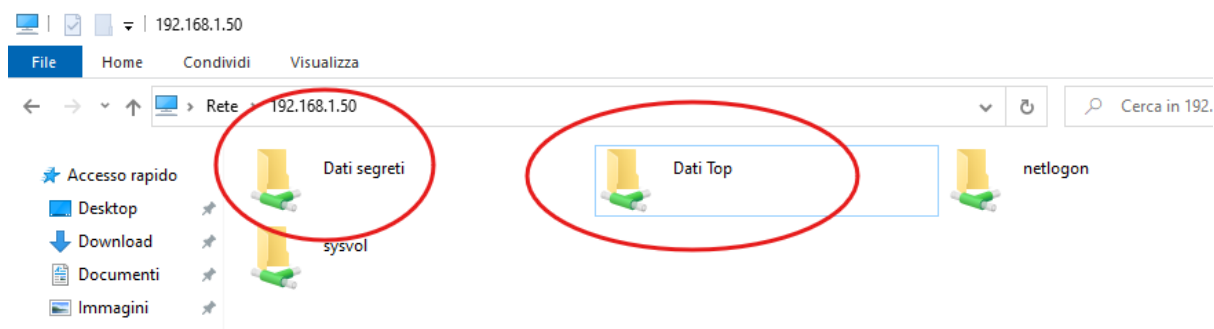 192.168.1.50
File Home Condividi Visualizza
Rete 192.168.1.50 Cerca in 192.
Accesso rapido
Desktop
Download
Documenti
Immagini
Dati segreti Dati Top netlogon
sysvol